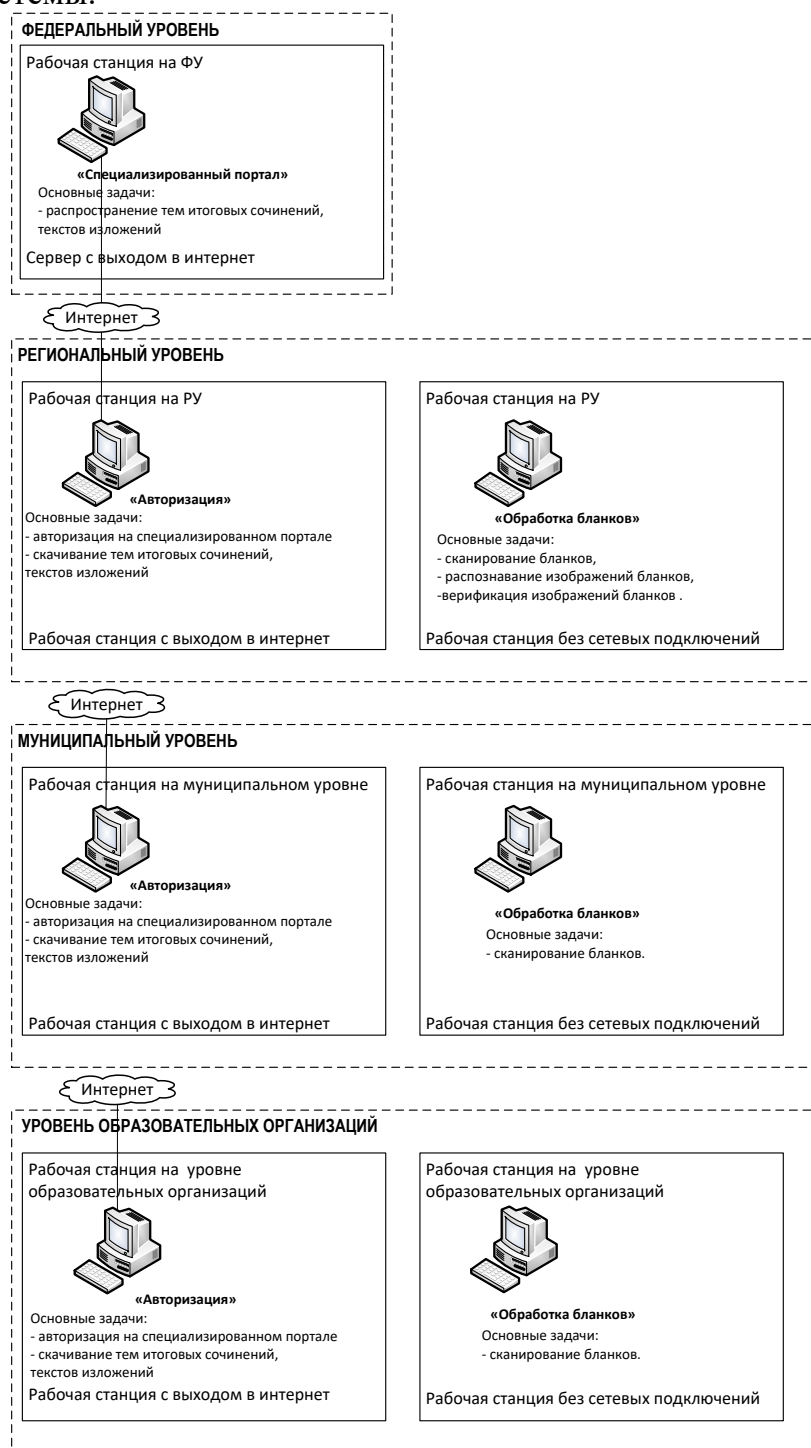 ФЕДЕРАЛЬНЫЙ УРОВЕНЬ
Рабочая станция на ФУ
«Специализированный портал»
Основные задачи:
- распространение тем итоговых сочинений,
текстов изложений
Сервер с выходом в интернет
Интернет
РЕГИОНАЛЬНЫЙ УРОВЕНЬ
Рабочая станция на РУ
«Авторизация»
Основные задачи:
- авторизация на специализированном портале
- скачивание тем итоговых сочинений,
текстов изложений
Рабочая станция с выходом в интернет
Рабочая станция на РУ
«Обработка бланков»
Основные задачи:
- сканирование бланков,
- распознавание изображений бланков,
-верификация изображений бланков .
Рабочая станция без сетевых подключений
Интернет
МУНИЦИПАЛЬНЫЙ УРОВЕНЬ
Рабочая станция на муниципальном уровне
«Авторизация»
Основные задачи:
- авторизация на специализированном портале
- скачивание тем итоговых сочинений,
текстов изложений
Рабочая станция с выходом в интернет
Рабочая станция на муниципальном уровне
«Обработка бланков»
Основные задачи:
- сканирование бланков.
Рабочая станция без сетевых подключений
Интернет
УРОВЕНЬ ОБРАЗОВАТЕЛЬНЫХ ОРГАНИЗАЦИЙ
Рабочая станция на уровне
образовательных организаций
«Авторизация»
Основные задачи:
- авторизация на специализированном портале
- скачивание тем итоговых сочинений,
текстов изложений
Рабочая станция с выходом в интернет
Рабочая станция на уровне
образовательных организаций
«Обработка бланков»
Основные задачи:
- сканирование бланков.
Рабочая станция без сетевых подключений